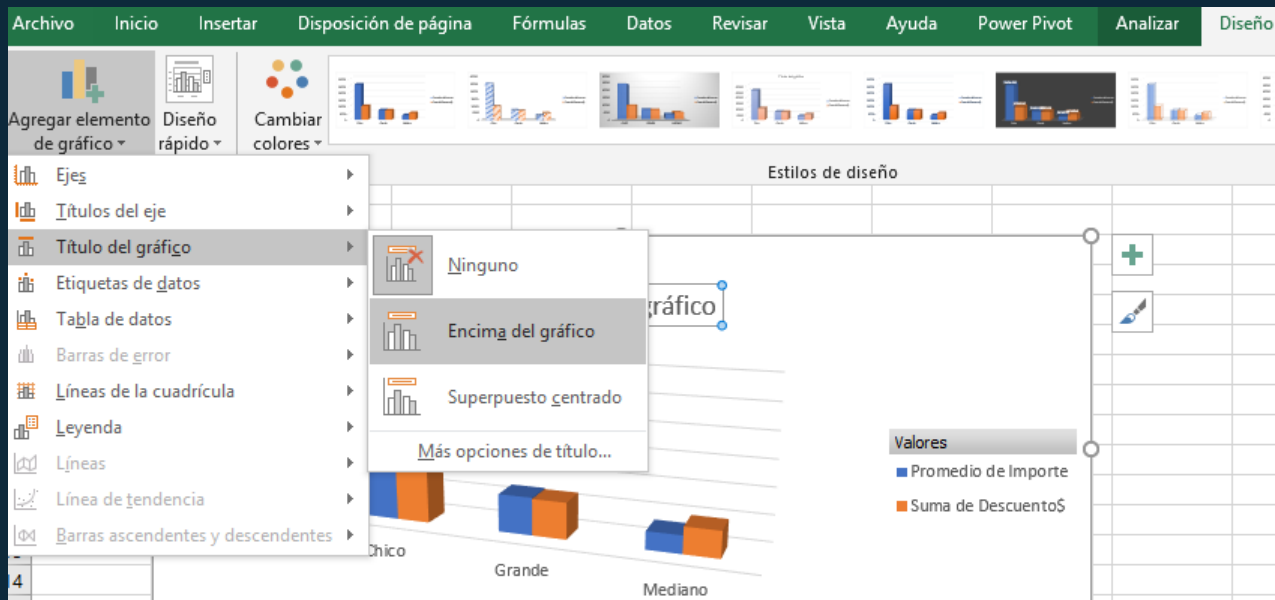 Archivo Inicio Insertar Disposición de página Fórmulas Datos Revisar Vista Ayuda Power Pivot Analizar Diseño
Agregar elemento de gráfico
Diseño rápido
Cambiar colores
Estilos de diseño
Ejes
Títulos del eje
Título del gráfico
Etiquetas de datos
Tabla de datos
Barras de error
Líneas de la cuadrícula
Leyenda
Líneas
Línea de tendencia
Barras ascendentes y descendentes
Ninguno
Encima del gráfico
Superpuesto centrado
Más opciones de título...
gráfico
Valores
Promedio de Importe
Suma de Descuento$
Chico
Grande
Mediano
14